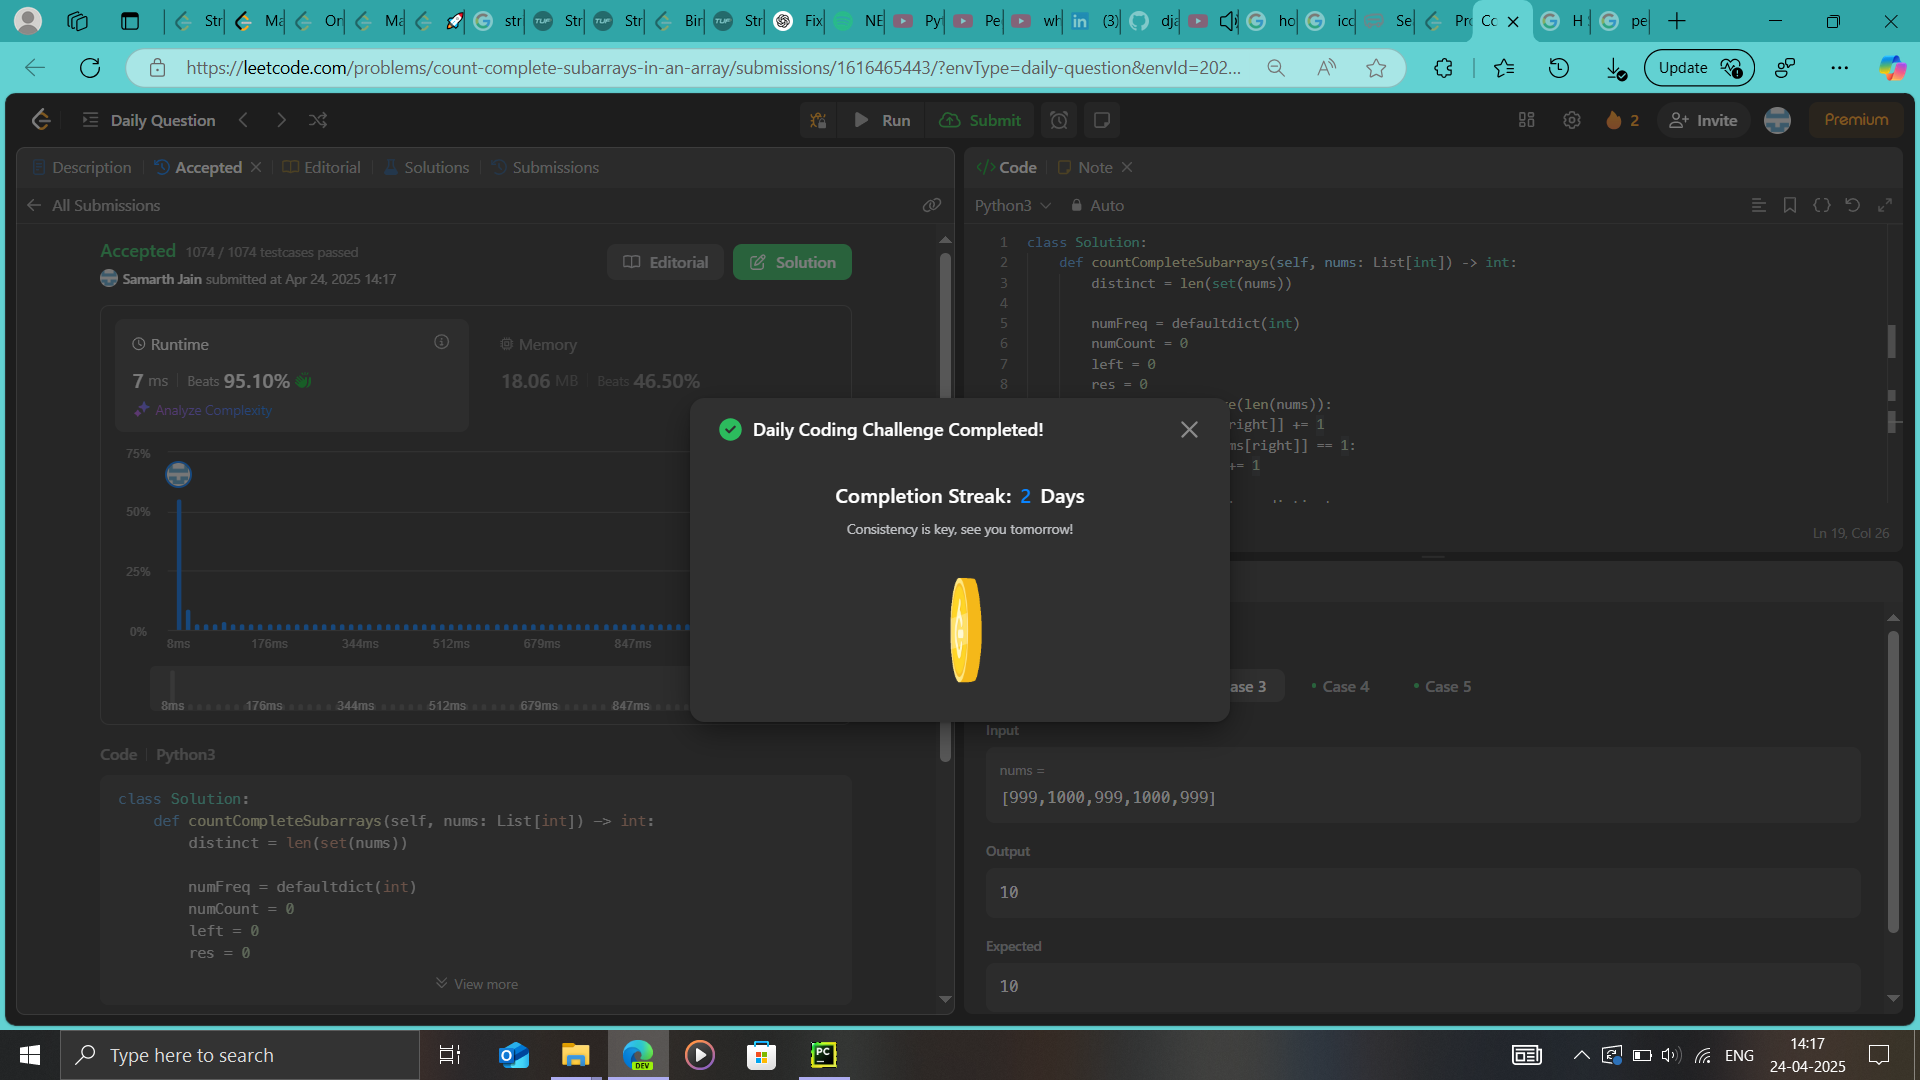 Str
Ma
On
Ma
str
Str
Str
Bir
Str
Fix
NE
Pyt
Pe
wh
(3)
dja
ho
icc
Se
Pro
Co
H
pe
https://leetcode.com/problems/count-complete-subarrays-in-an-array/submissions/1616465443/?envType=daily-question&envId=202...
Update
Daily Question
Run
Submit
2
Invite
Premium
Description
Accepted
Editorial
Solutions
Submissions
All Submissions
Accepted 1074 / 1074 testcases passed
Samarth Jain submitted at Apr 24, 2025 14:17
Editorial
Solution
Runtime
7 ms | Beats 95.10%
Analyze Complexity
Memory
18.06 MB | Beats 46.50%
75%
50%
25%
0%
8ms 176ms 344ms 512ms 679ms 847ms
8ms 176ms 344ms 512ms 679ms 847ms
Code | Python3
class Solution:
def countCompleteSubarrays(self, nums: List[int]) -> int:
distinct = len(set(nums))
numFreq = defaultdict(int)
numCount = 0
left = 0
res = 0
View more
Daily Coding Challenge Completed!
Completion Streak: 2 Days
Consistency is key, see you tomorrow!
Code
Note
Python3
Auto
1 class Solution:
2 def countCompleteSubarrays(self, nums: List[int]) -> int:
3 distinct = len(set(nums))
4
5 numFreq = defaultdict(int)
6 numCount = 0
7 left = 0
8 res = 0
e(len(nums)):
right]] += 1
ms[right]] == 1:
+= 1
Ln 19, Col 26
ase 3
Case 4
Case 5
Input
nums =
[999,1000,999,1000,999]
Output
10
Expected
10
Type here to search
DEV
PC
ENG
14:17
24-04-2025